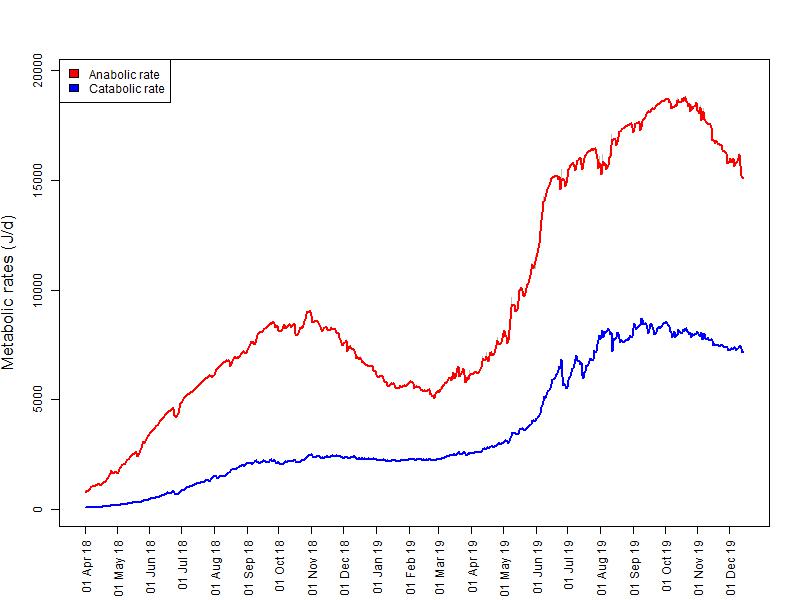 Anabolic rate
Catabolic rate
Metabolic rates (J/d)
20000
15000
10000
5000
0
01 Apr 18
01 May 18
01 Jun 18
01 Jul 18
01 Aug 18
01 Sep 18
01 Oct 18
01 Nov 18
01 Dec 18
01 Jan 19
01 Feb 19
01 Mar 19
01 Apr 19
01 May 19
01 Jun 19
01 Jul 19
01 Aug 19
01 Sep 19
01 Oct 19
01 Nov 19
01 Dec 19